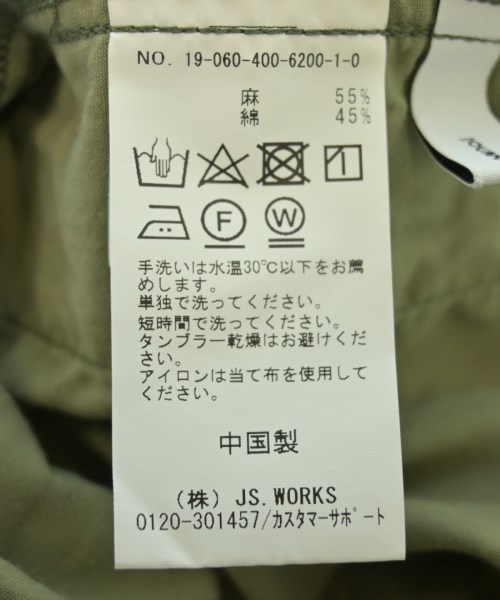 NO. 19-060-400-6200-1-0
麻 55%
綿 45%
F
W
手洗いは水温30℃以下をお薦
めします。
単独で洗ってください。
短時間で洗ってください。
タンブラー乾燥はお避けくださ
い。
アイロンは当て布を使用して
ください。
中国製
(株) JS.WORKS
0120-301457/ｶｽﾀﾏｰｻﾎﾟｰﾄ